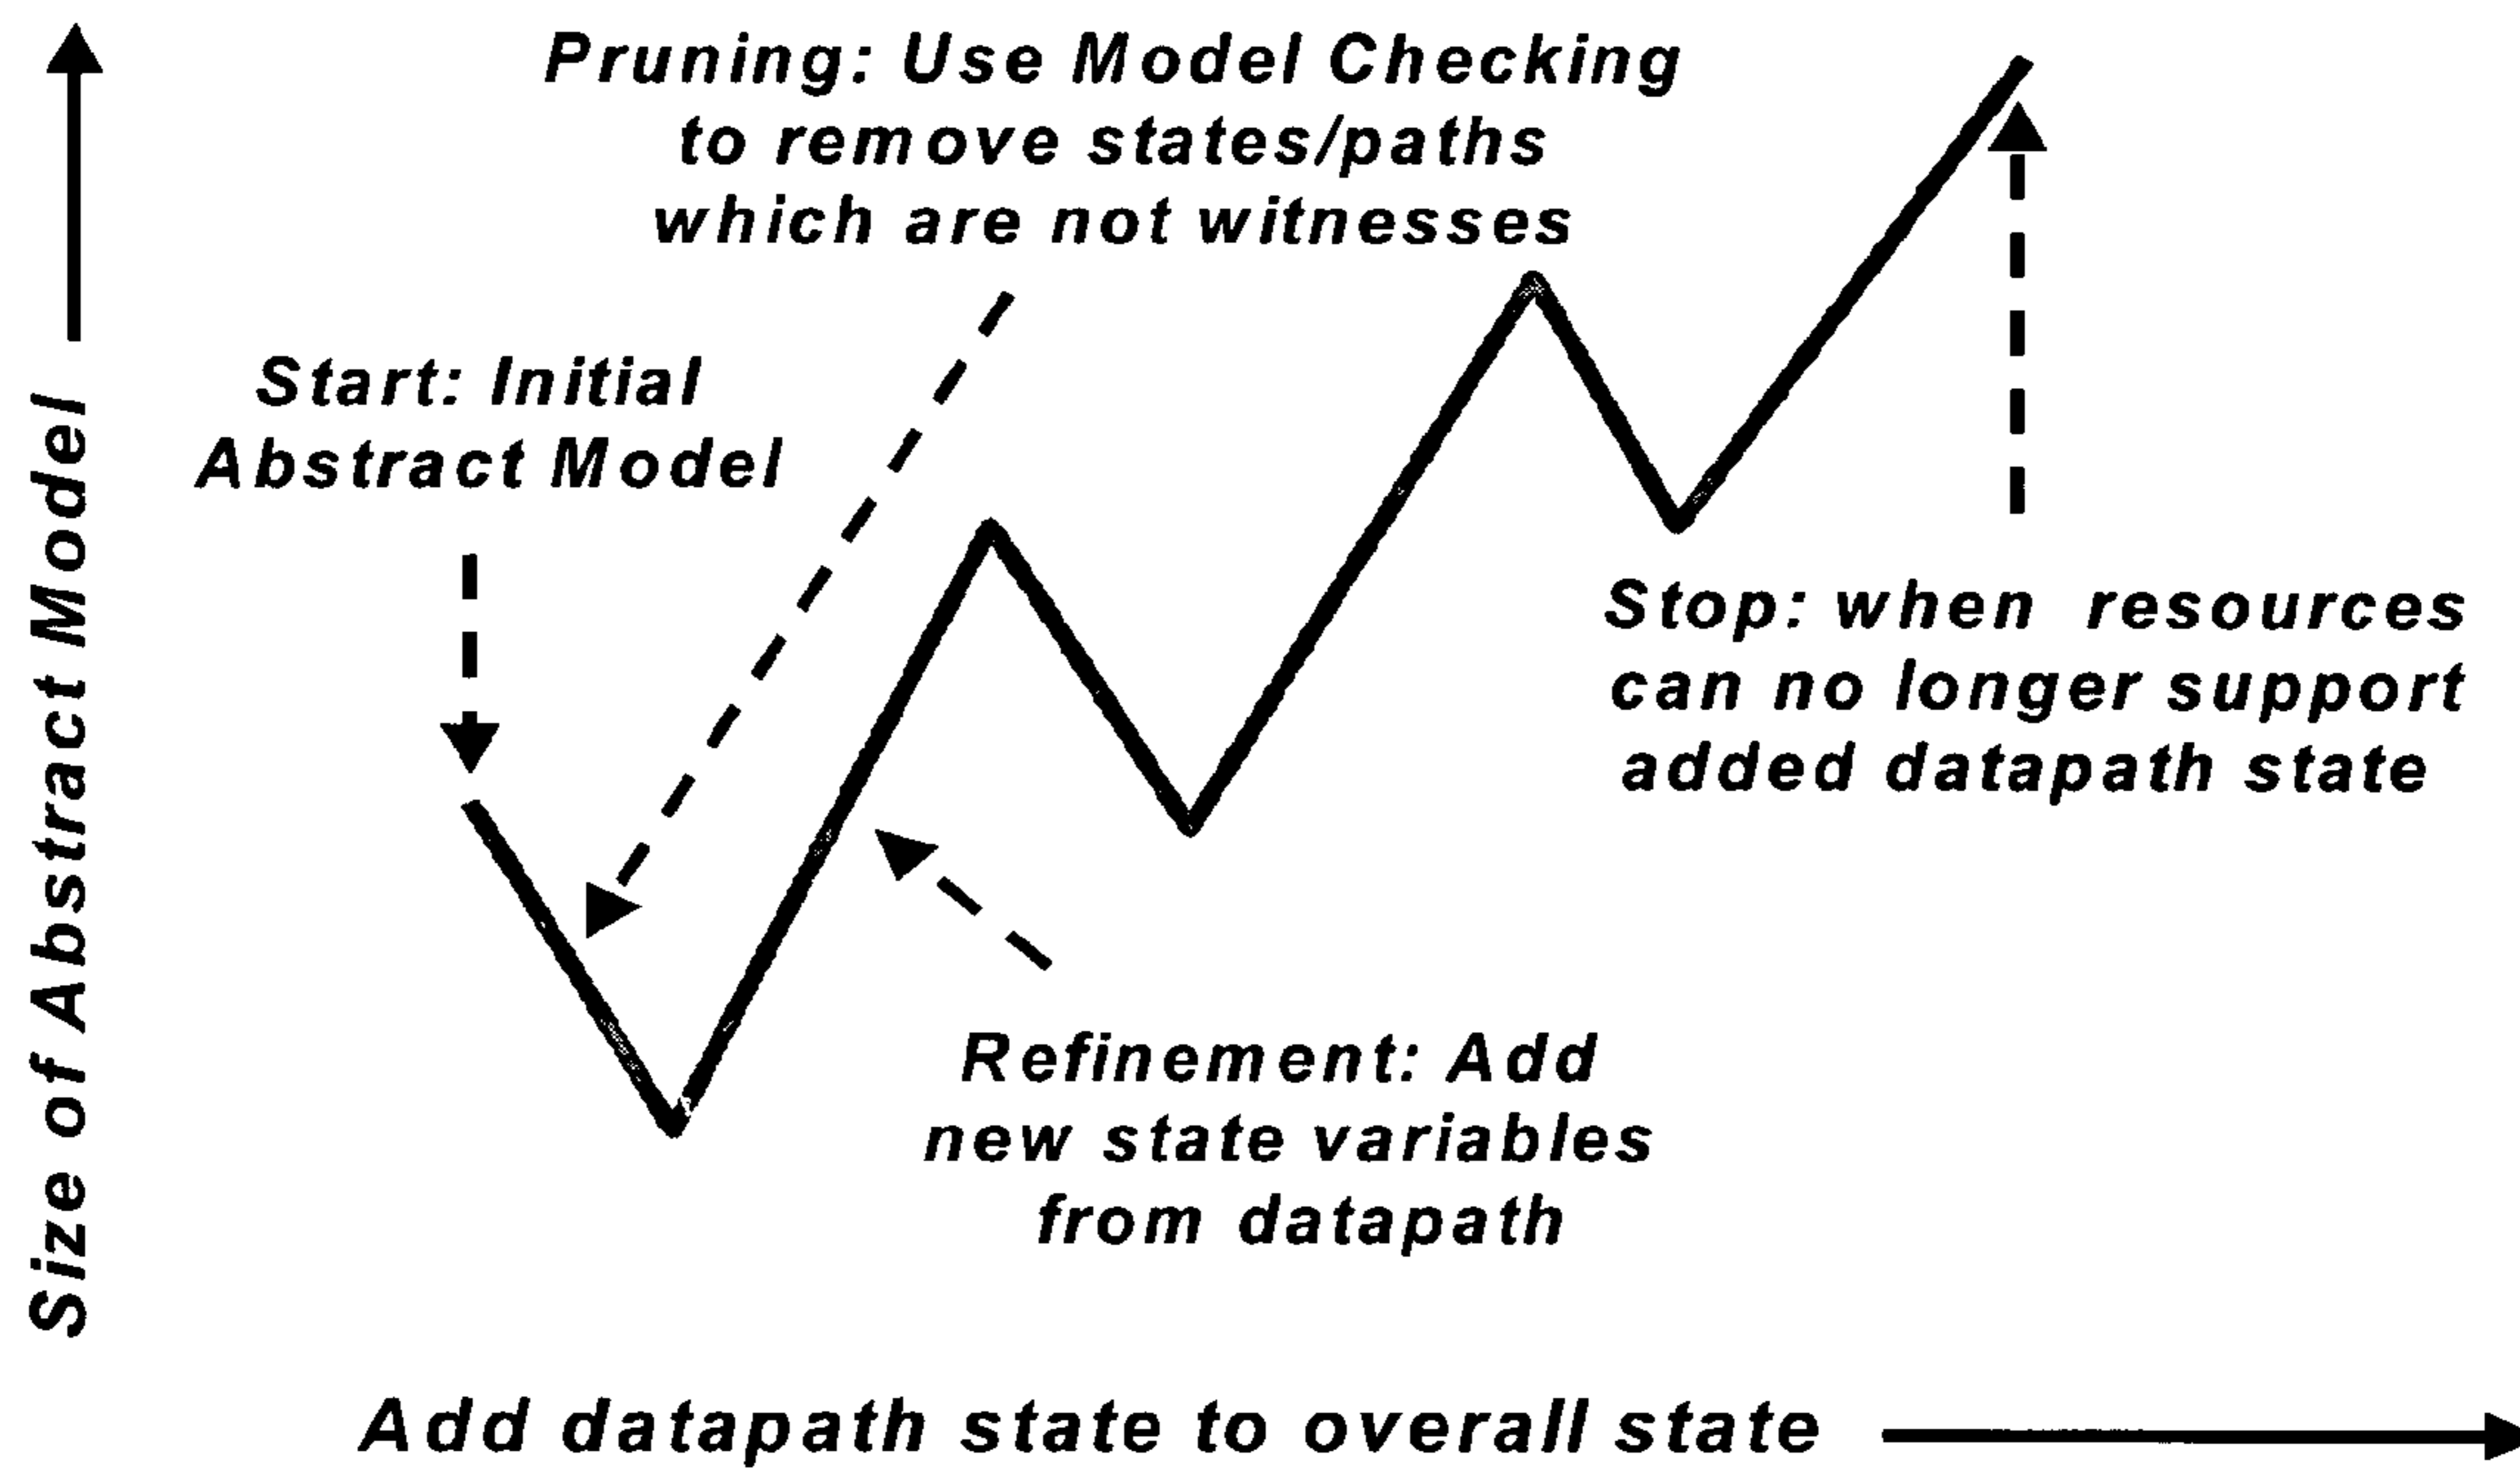 Pruning: Use Model Checking
to remove states/paths
which are not witnesses
Start: Initial
Abstract Model
Stop: when resources
can no longer support
added datapath state
Refinement: Add
new state variables
from datapath
Size of Abstract Model
Add datapath state to overall state